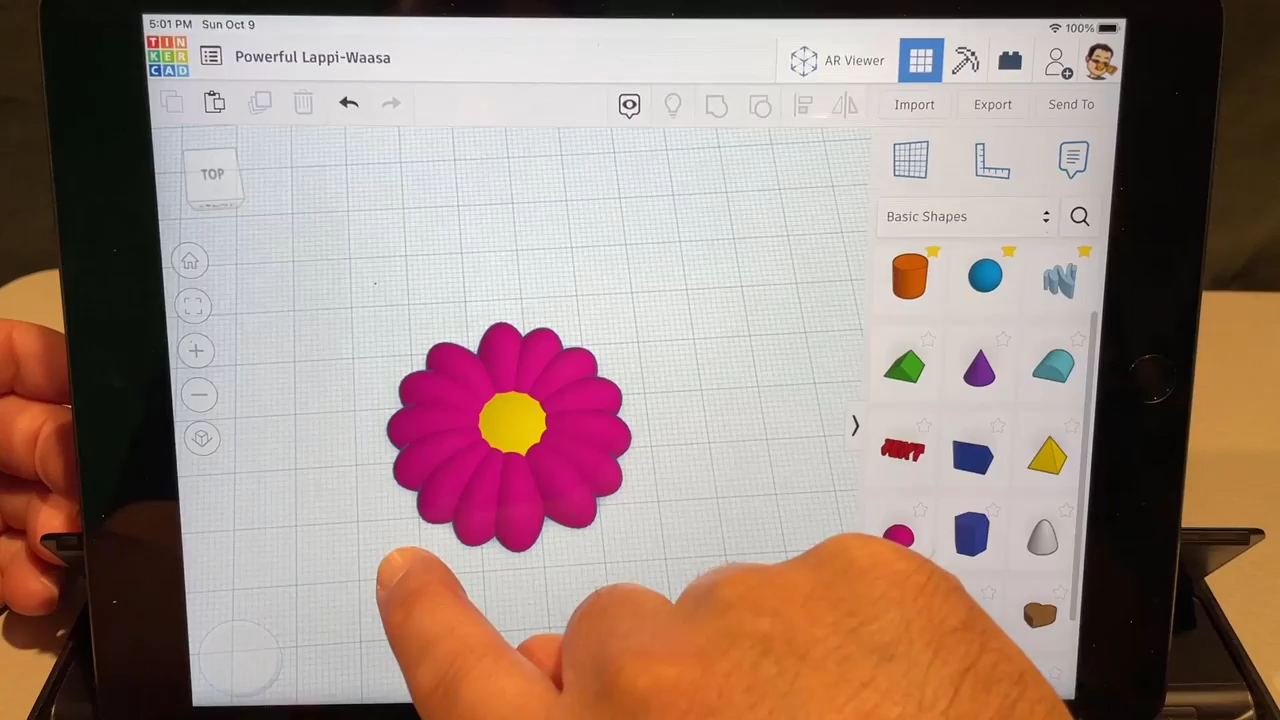 5:01 PM Sun Oct 9
100%
TIN
KER
CAD
Powerful Lappi-Waasa
AR Viewer
Import
Export
Send To
TOP
Basic Shapes
TEXT